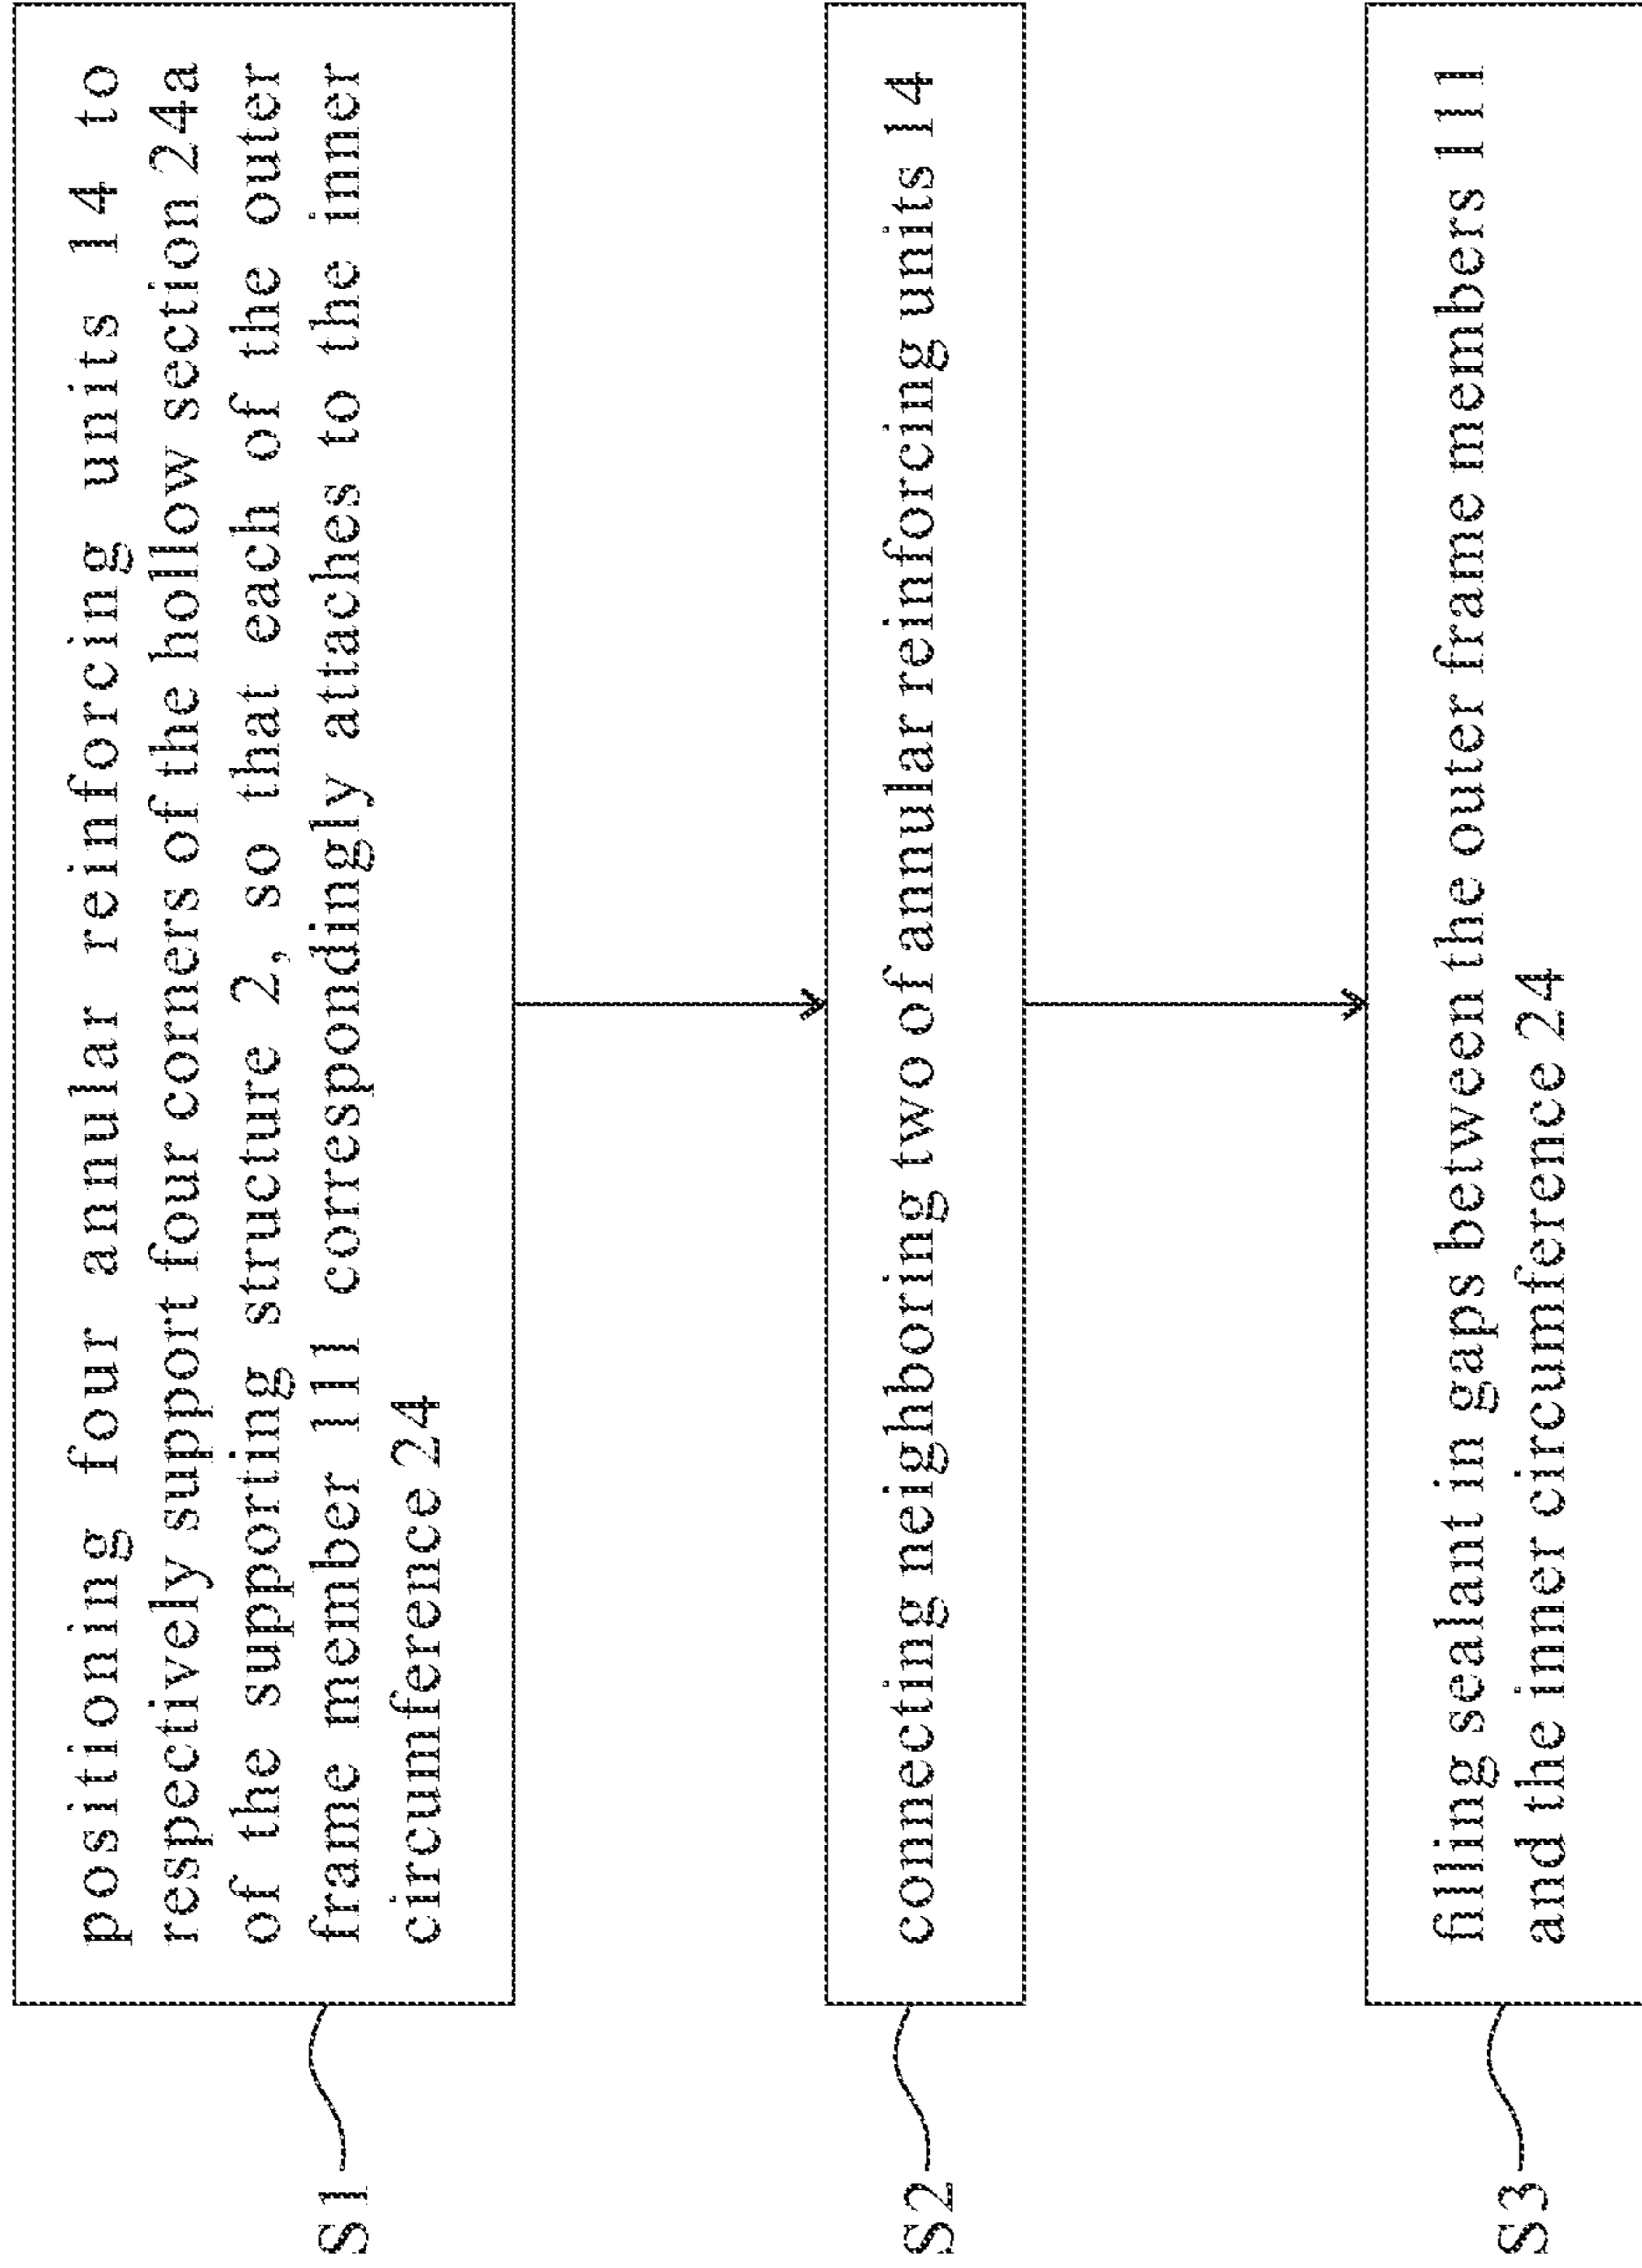 positioning four annular reinforcing units 14 to
respectively support four corners of the hollow section 24a
of the supporting structure 2, so that each of the outer
frame member 111 correspondingly attaches to the inner
circumference 24
S1
connecting neighboring two of annular reinforcing units 14
S2
filling sealant in gaps between the outer frame members 111
and the inner circumference 24
S3